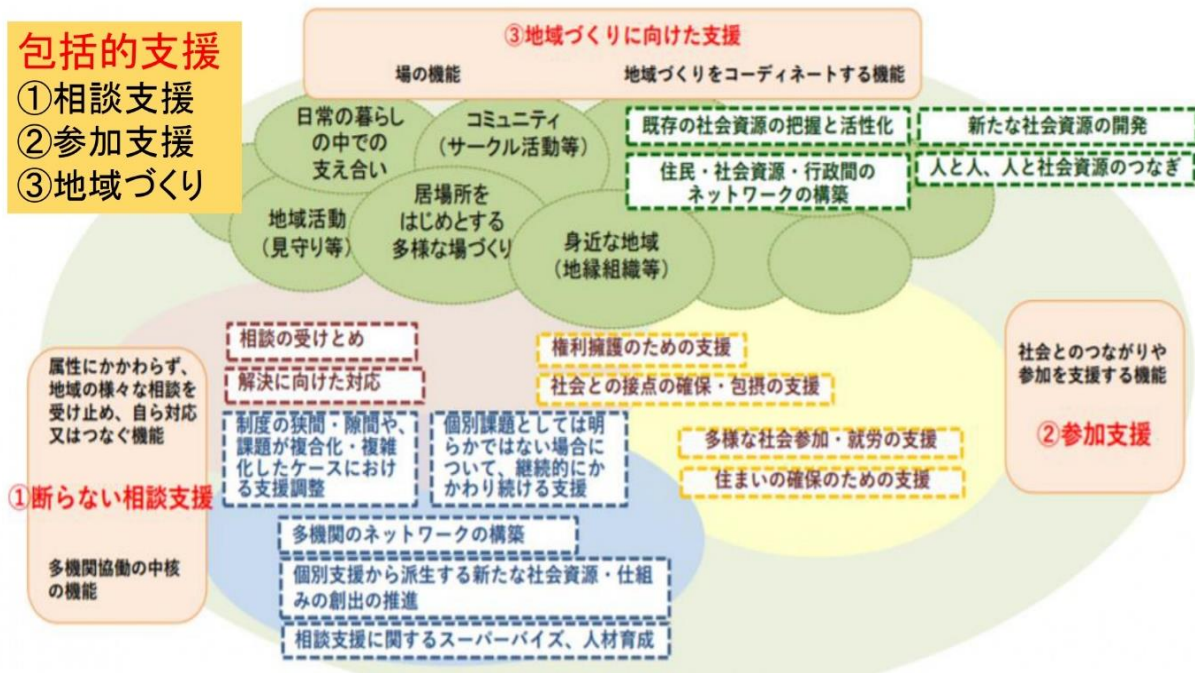 包括的支援
①相談支援
②参加支援
③地域づくり
③地域づくりに向けた支援
場の機能
地域づくりをコーディネートする機能
日常の暮らし
の中での
支え合い
コミュニティ
(サークル活動等)
地域活動
(見守り等)
居場所を
はじめとする
多様な場づくり
身近な地域
(地縁組織等)
既存の社会資源の把握と活性化
新たな社会資源の開発
住民・社会資源・行政間の
ネットワークの構築
人と人、人と社会資源のつなぎ
属性にかかわらず、
地域の様々な相談を
受け止め、自ら対応
又はつなぐ機能
①断らない相談支援
多機関協働の中核
の機能
相談の受けとめ
解決に向けた対応
制度の狭間・隙間や、
課題が複合化・複雑
化したケースにおけ
る支援調整
個別課題としては明
らかではない場合に
ついて、継続的にか
かわり続ける支援
多機関のネットワークの構築
個別支援から派生する新たな社会資源・仕組
みの創出の推進
相談支援に関するスーパーバイズ、人材育成
権利擁護のための支援
社会との接点の確保・包摂の支援
多様な社会参加・就労の支援
住まいの確保のための支援
社会とのつながりや
参加を支援する機能
②参加支援